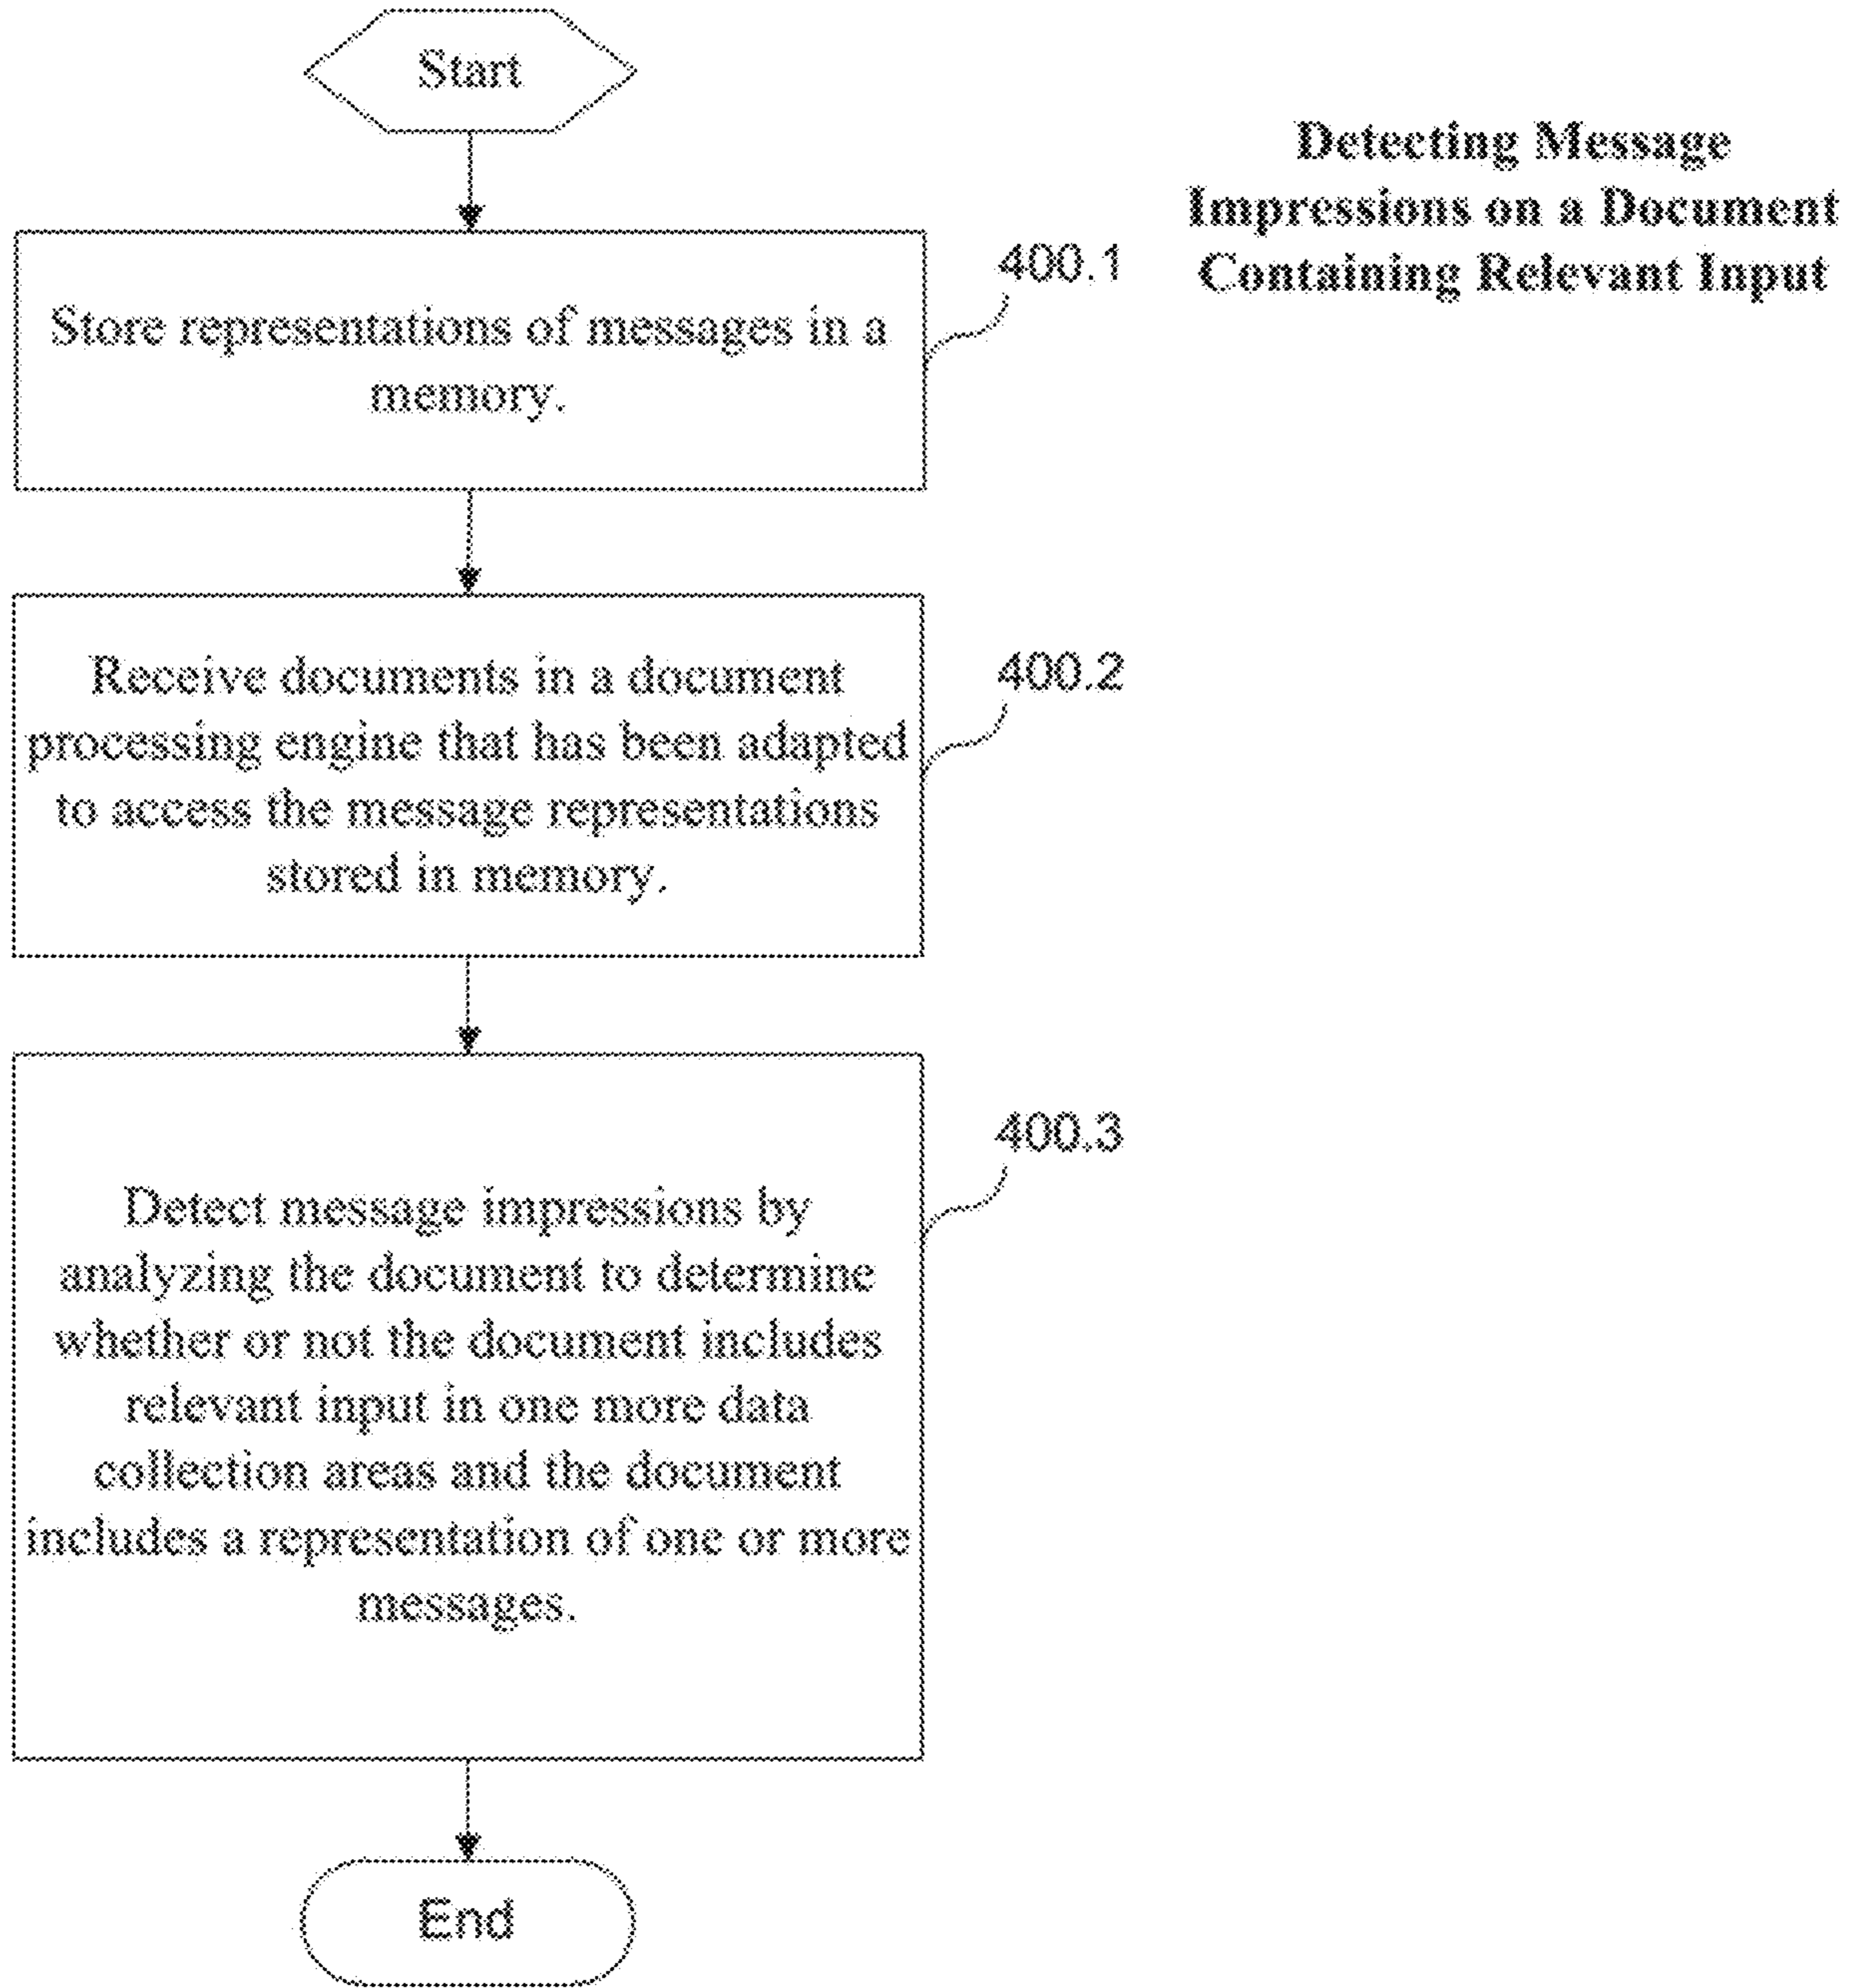 Start
Detecting Message
Impressions on a Document
Containing Relevant Input
400.1
Store representations of messages in a
memory.
400.2
Receive documents in a document
processing engine that has been adapted
to access the message representations
stored in memory.
400.3
Detect message impressions by
analyzing the document to determine
whether or not the document includes
relevant input in one more data
collection areas and the document
includes a representation of one or more
messages.
End